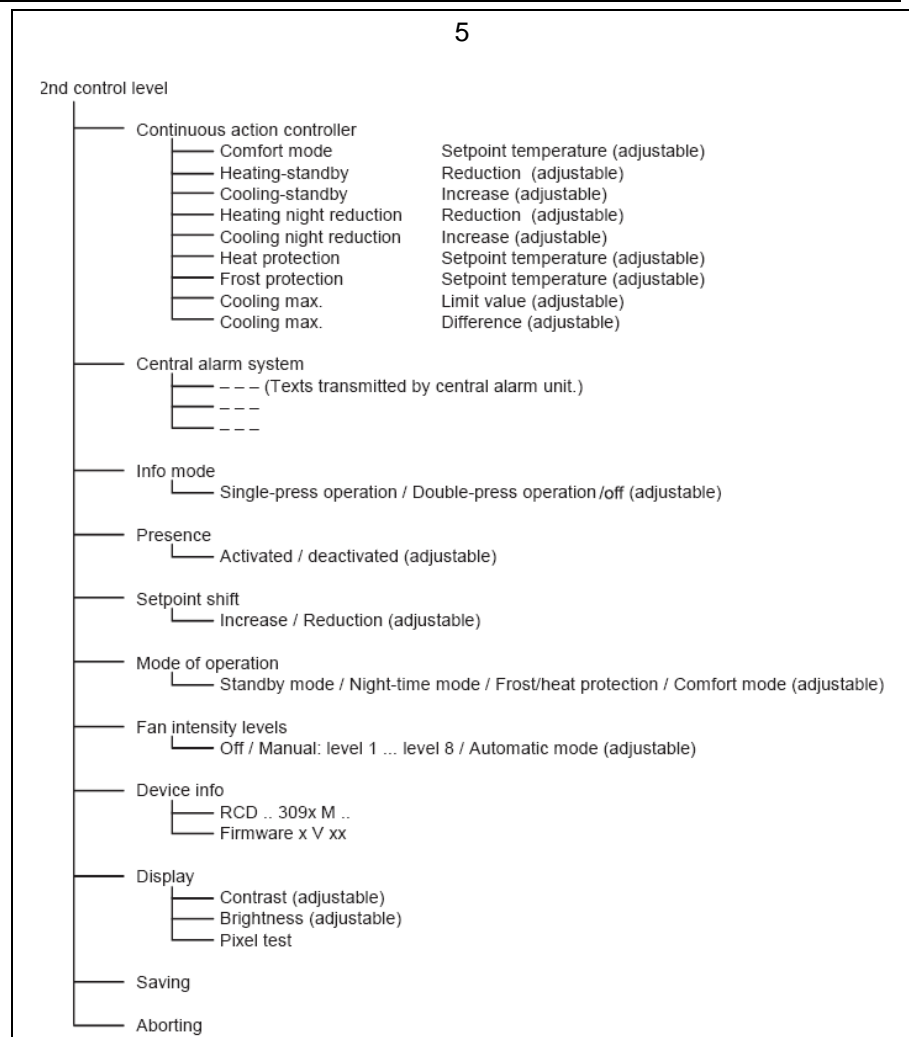 5
2nd control level
Continuous action controller
Comfort mode Setpoint temperature (adjustable)
Heating-standby Reduction (adjustable)
Cooling-standby Increase (adjustable)
Heating night reduction Reduction (adjustable)
Cooling night reduction Increase (adjustable)
Heat protection Setpoint temperature (adjustable)
Frost protection Setpoint temperature (adjustable)
Cooling max. Limit value (adjustable)
Cooling max. Difference (adjustable)
Central alarm system
– – – (Texts transmitted by central alarm unit.)
– – –
– – –
Info mode
Single-press operation / Double-press operation /off (adjustable)
Presence
Activated / deactivated (adjustable)
Setpoint shift
Increase / Reduction (adjustable)
Mode of operation
Standby mode / Night-time mode / Frost/heat protection / Comfort mode (adjustable)
Fan intensity levels
Off / Manual: level 1 ... level 8 / Automatic mode (adjustable)
Device info
RCD .. 309x M ..
Firmware x V xx
Display
Contrast (adjustable)
Brightness (adjustable)
Pixel test
Saving
Aborting